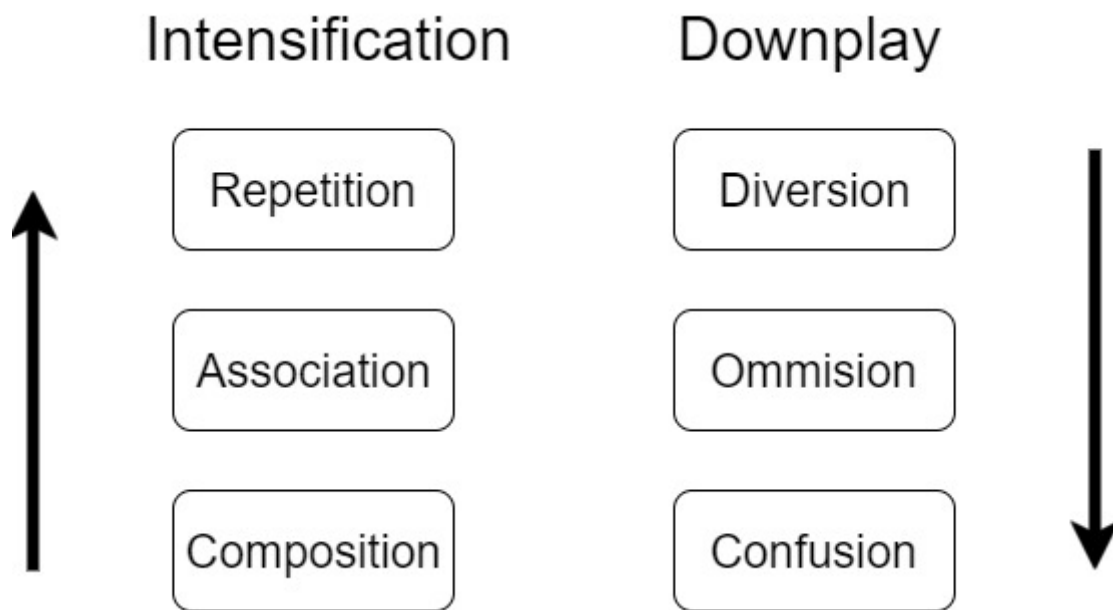 Intensification
Downplay
Repetition
Diversion
Association
Ommision
Composition
Confusion